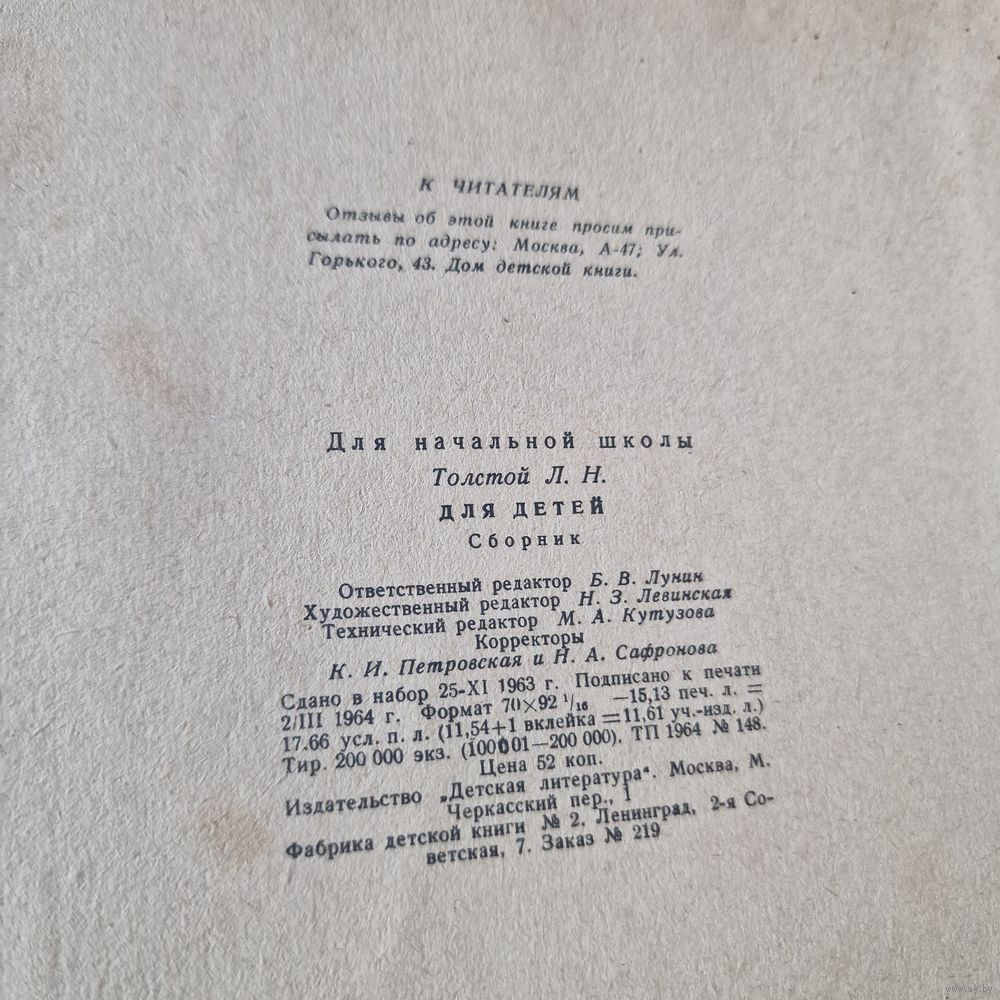 К ЧИТАТЕЛЯМ
Отзывы об этой книге просим при-
сылать по адресу: Москва, А-47; Ул.
Горького, 43. Дом детской книги.
Для начальной школы
Толстой Л. Н.
ДЛЯ ДЕТЕЙ
Сборник
Ответственный редактор Б. В. Лунин
Художественный редактор Н. З. Левинская
Технический редактор М. А. Кутузова
Корректоры
К. И. Петровская и Н. А. Сафронова
Сдано в набор 25-XI 1963 г. Подписано к печати
2/III 1964 г. Формат 70×92 1/16 —15,13 печ. л. =
17.66 усл. п. л. (11,54+1 вклейка=11,61 уч.-изд. л.)
Тир. 200 000 экз. (100001—200 000). ТП 1964 № 148.
Цена 52 коп.
Издательство „Детская литература“. Москва, М.
Черкасский пер., 1
Фабрика детской книги № 2. Ленинград, 2-я Со-
ветская, 7. Заказ № 219
www.ay.by